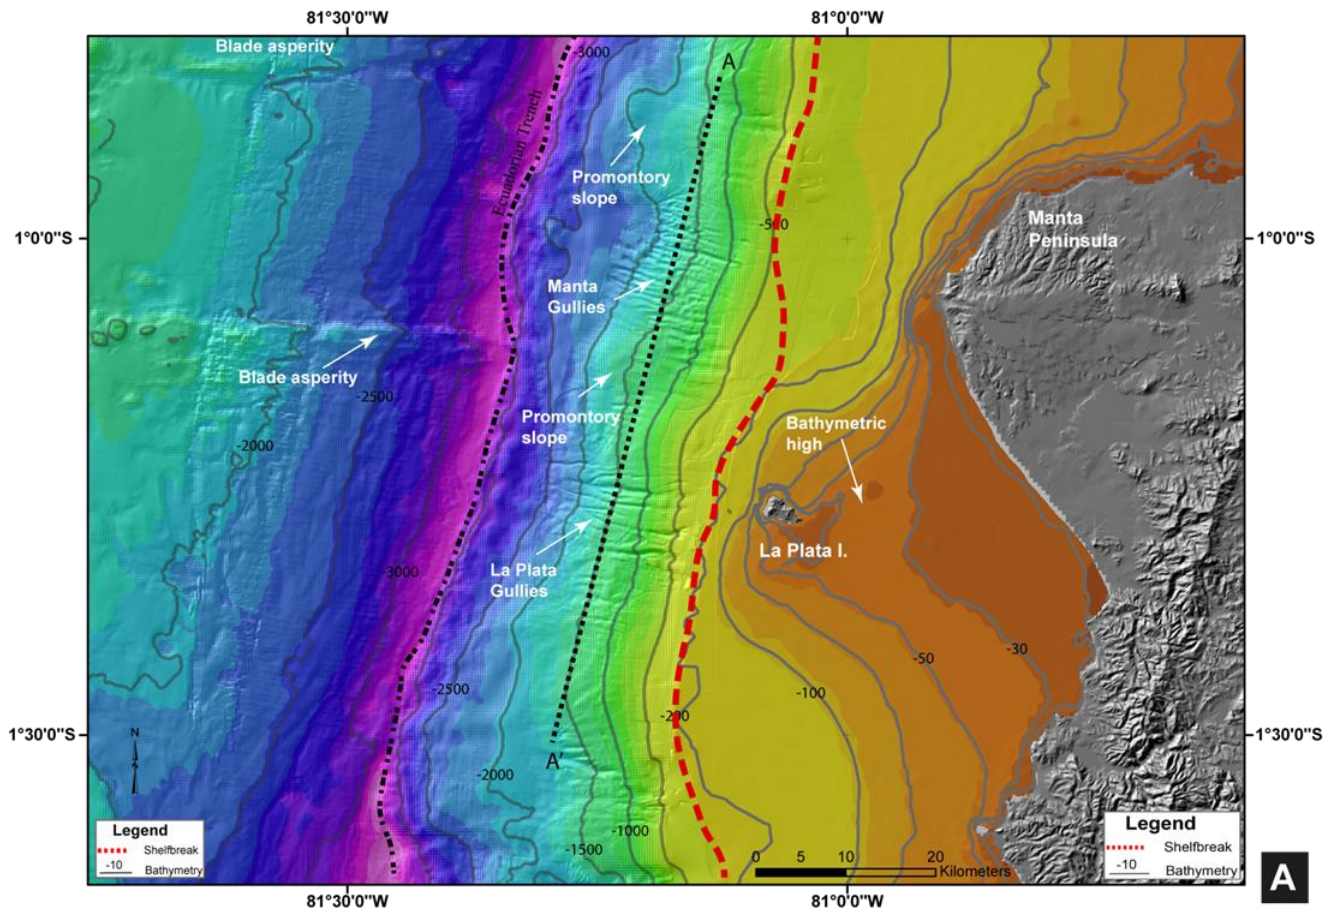 81°30'0"W
81°0'0"W
Blade asperity
-3000
A
Ecuadorian Trench
Promontory
slope
Manta
Peninsula
-500
1°0'0"S
1°0'0"S
Manta
Gullies
Blade asperity
-2500
Promontory
slope
Bathymetric
high
-2000
La Plata I.
La Plata
Gullies
-3000
-30
-50
-2500
-100
-200
1°30'0"S
1°30'0"S
N
A'
-2000
-1000
-1500
Legend
Shelfbreak
-10
Bathymetry
0
5
10
20
Kilometers
Legend
Shelfbreak
-10
Bathymetry
A
81°30'0"W
81°0'0"W